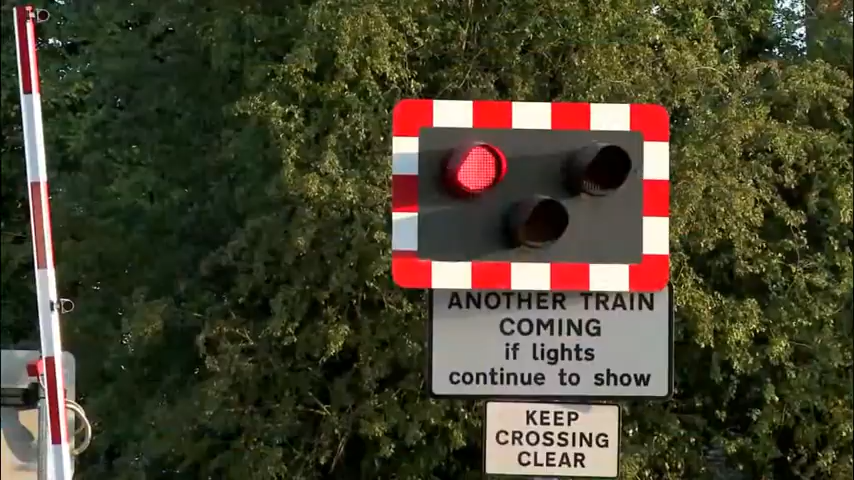 ANOTHER TRAIN
COMING
if lights
continue to show
KEEP
CROSSING
CLEAR